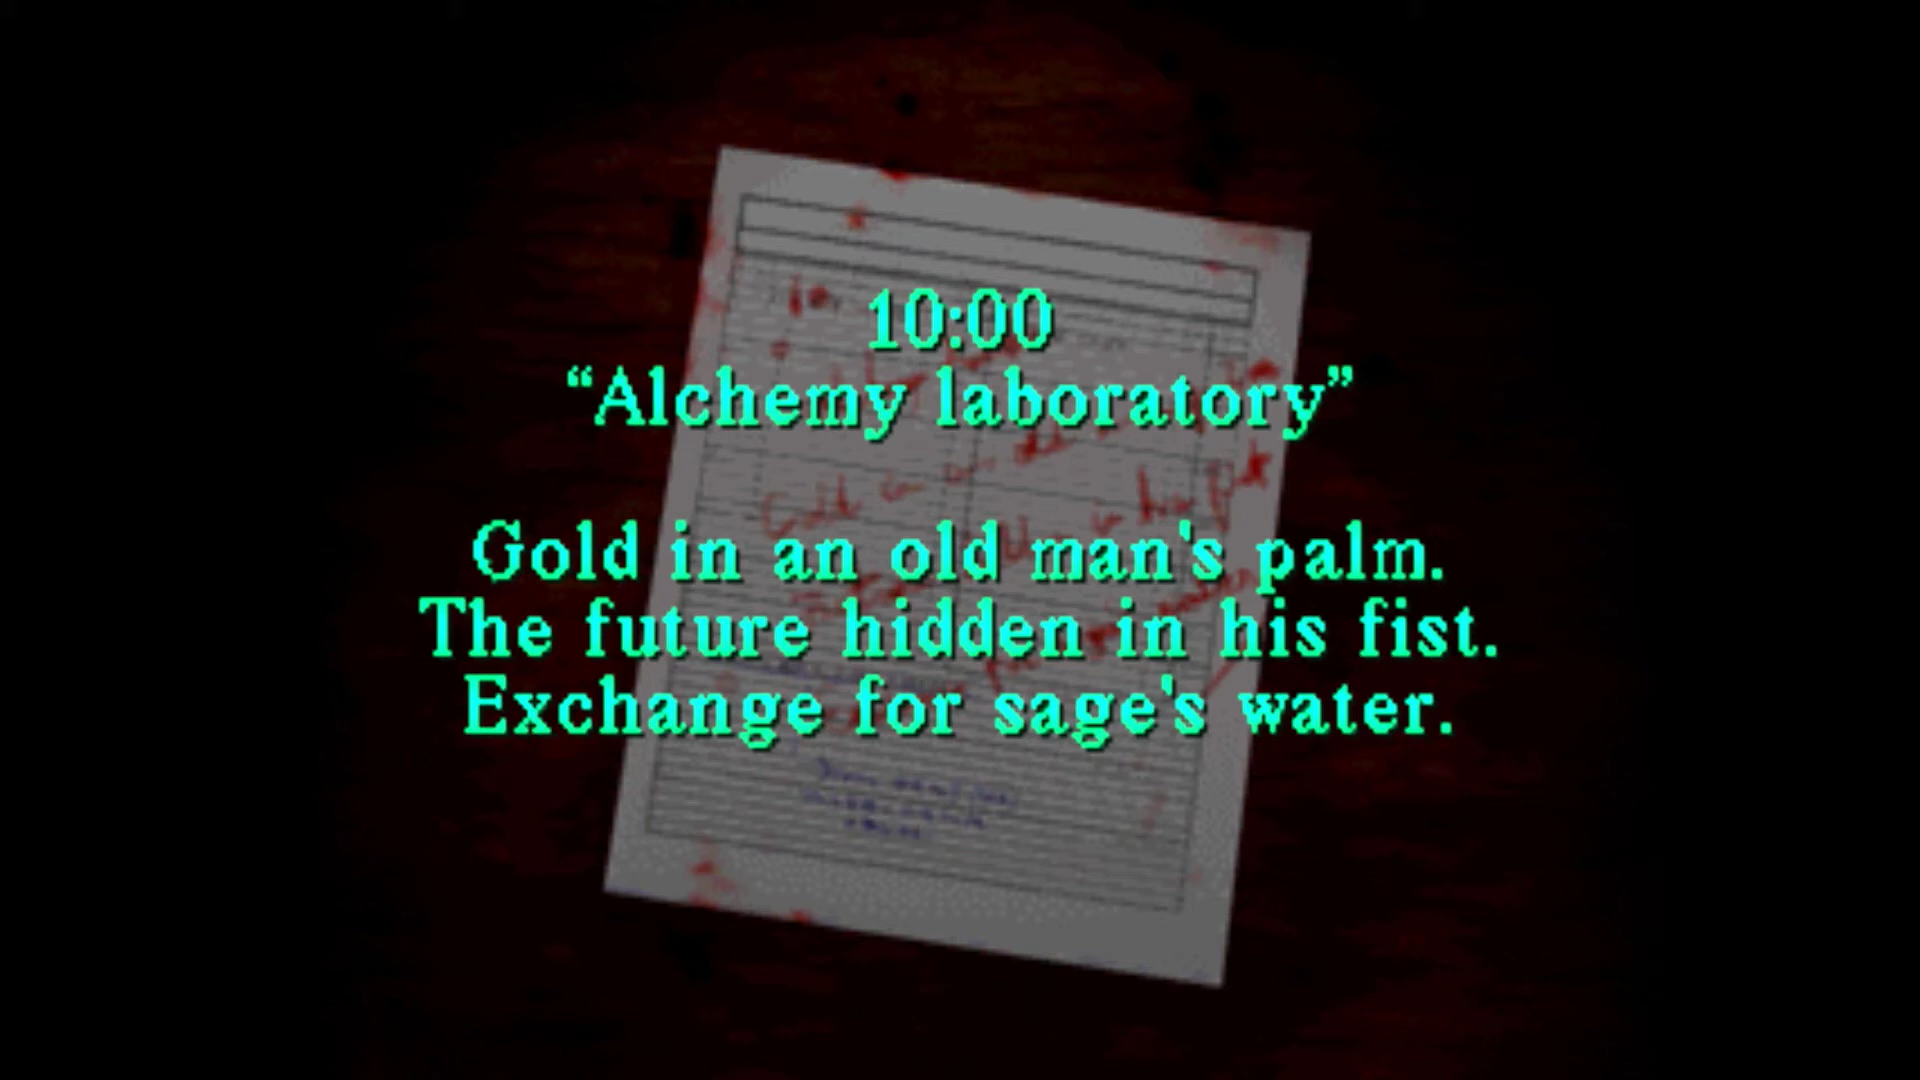 10:00
“Alchemy laboratory”
Gold in an old man's palm.
The future hidden in his fist.
Exchange for sage's water.